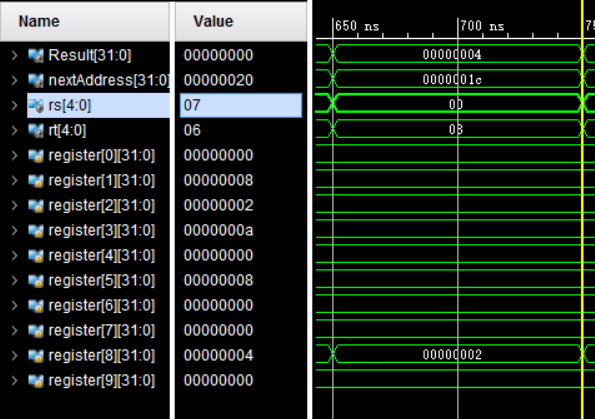 Name Value 650 ns 700 ns 75
Result[31:0] 00000000 00000004
nextAddress[31:0] 00000020 0000001c
rs[4:0] 07 00
rt[4:0] 06 08
register[0][31:0] 00000000
register[1][31:0] 00000008
register[2][31:0] 00000002
register[3][31:0] 0000000a
register[4][31:0] 00000000
register[5][31:0] 00000008
register[6][31:0] 00000000
register[7][31:0] 00000000
register[8][31:0] 00000004 00000002
register[9][31:0] 00000000